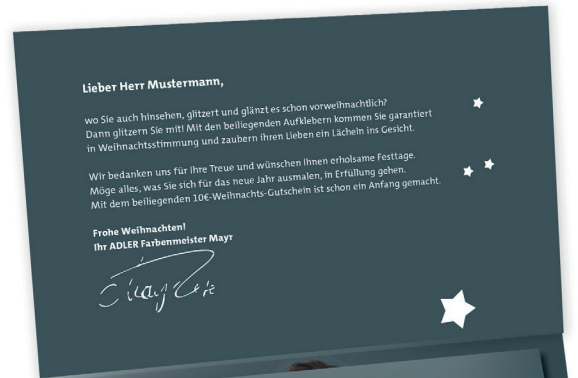 Lieber Herr Mustermann,
wo Sie auch hinsehen, glitzert und glänzt es schon vorweihnachtlich?
Dann glitzern Sie mit! Mit den beiliegenden Aufklebern kommen Sie garantiert
in Weihnachtsstimmung und zaubern ihren Lieben ein Lächeln ins Gesicht.
Wir bedanken uns für Ihre Treue und wünschen Ihnen erholsame Festtage.
Möge alles, was Sie sich für das neue Jahr ausmalen, in Erfüllung gehen.
Mit dem beiliegenden 10€-Weihnachts-Gutschein ist schon ein Anfang gemacht.
Frohe Weihnachten!
Ihr ADLER Farbenmeister Mayr